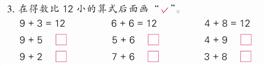 3. 在得数比 12 小的算式后面画“✓”。
9 + 3 = 12 6 + 6 = 12 4 + 8 = 12
9 + 5 □ 5 + 6 □ 4 + 9 □
9 + 2 □ 7 + 6 □ 3 + 8 □